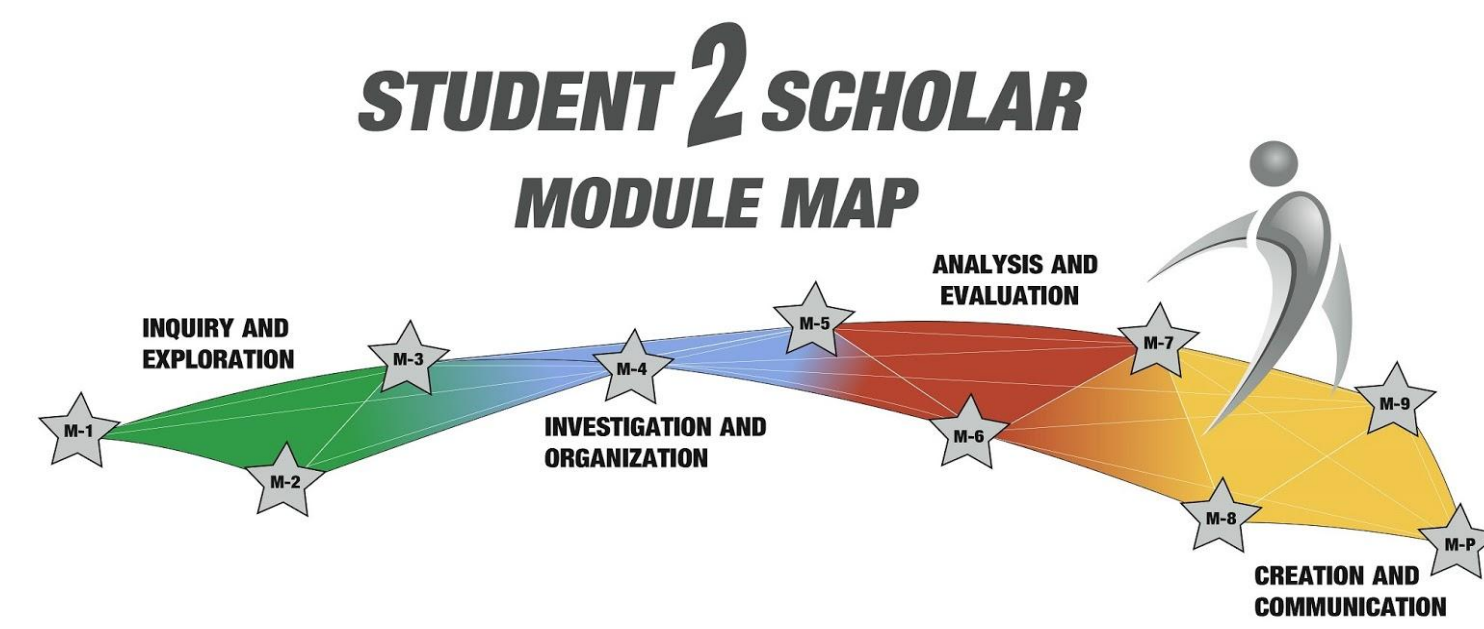 STUDENT 2 SCHOLAR
MODULE MAP
INQUIRY AND
EXPLORATION
ANALYSIS AND
EVALUATION
INVESTIGATION AND
ORGANIZATION
CREATION AND
COMMUNICATION
M-1
M-2
M-3
M-4
M-5
M-6
M-7
M-8
M-9
M-P